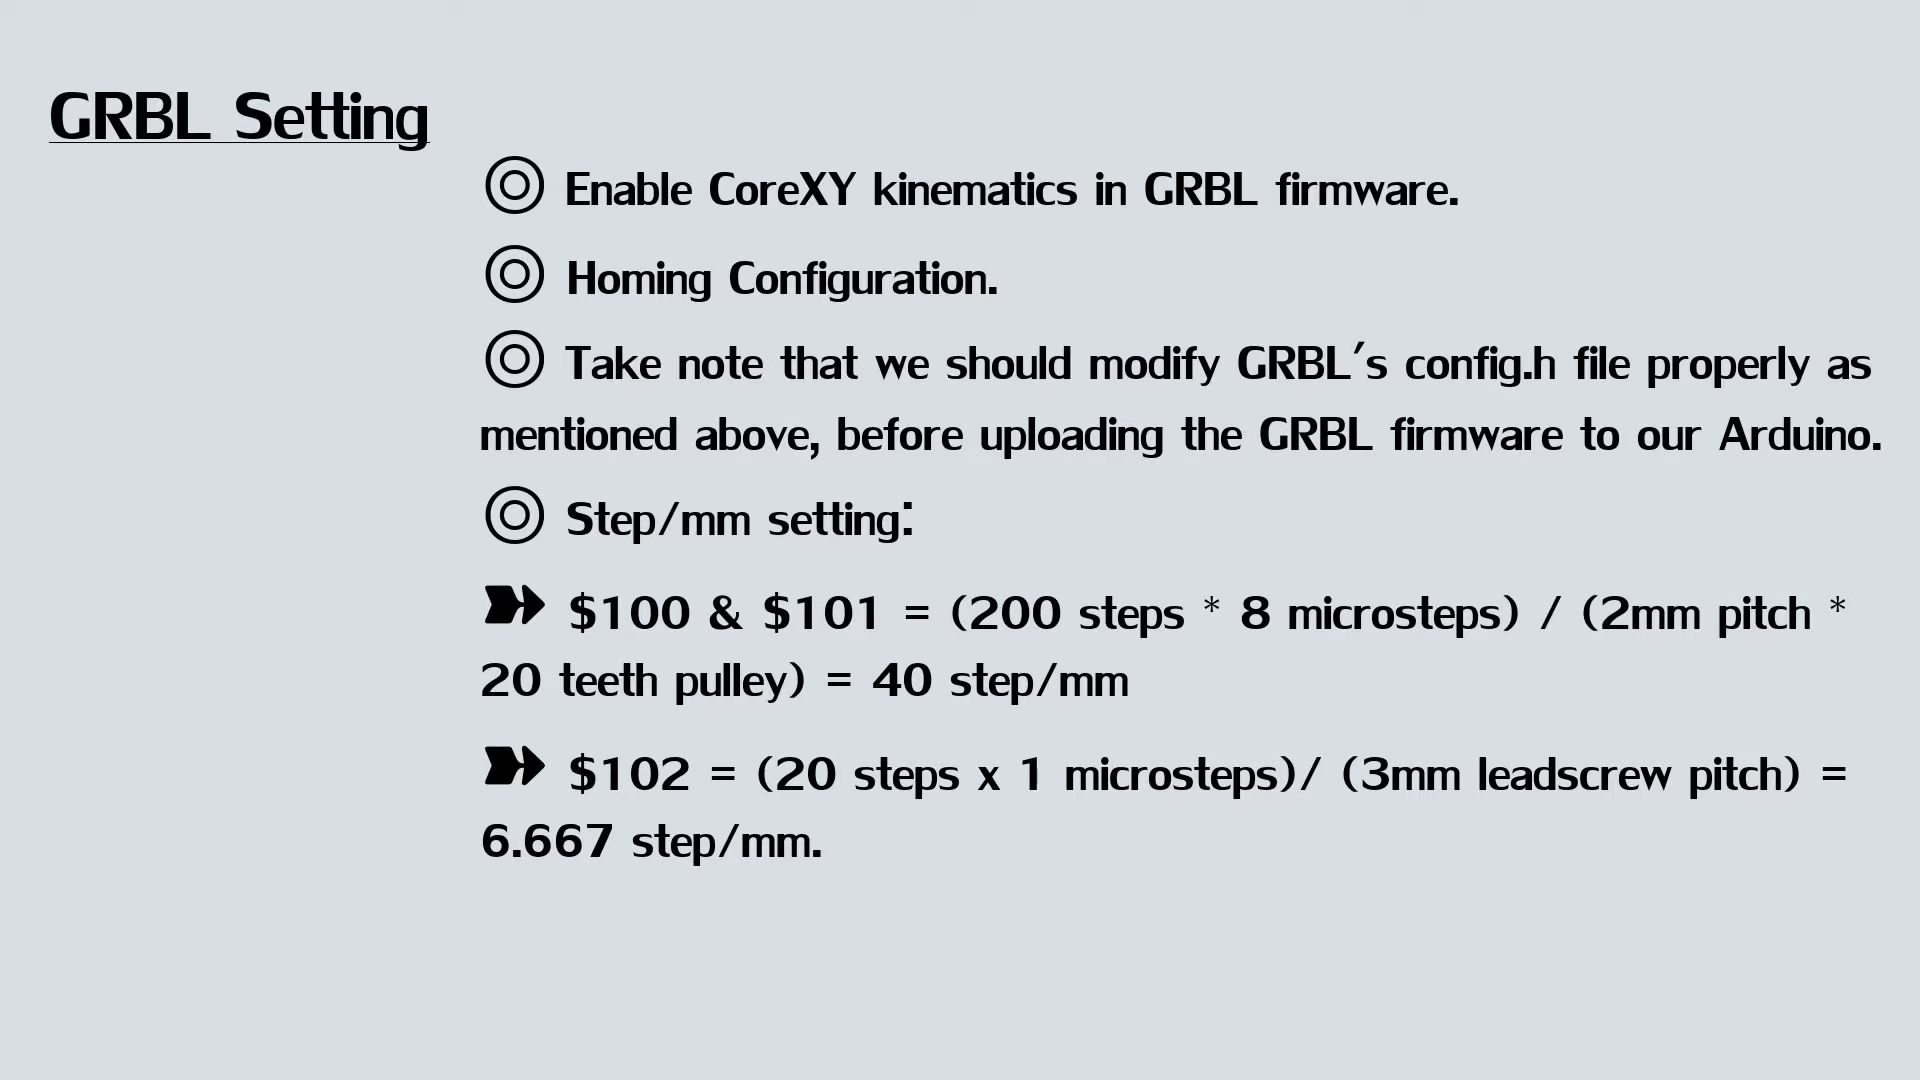 GRBL Setting
◎ Enable CoreXY kinematics in GRBL firmware.
◎ Homing Configuration.
◎ Take note that we should modify GRBL's config.h file properly as
mentioned above, before uploading the GRBL firmware to our Arduino.
◎ Step/mm setting:
➽ $100 & $101 = (200 steps * 8 microsteps) / (2mm pitch *
20 teeth pulley) = 40 step/mm
➽ $102 = (20 steps x 1 microsteps)/ (3mm leadscrew pitch) =
6.667 step/mm.